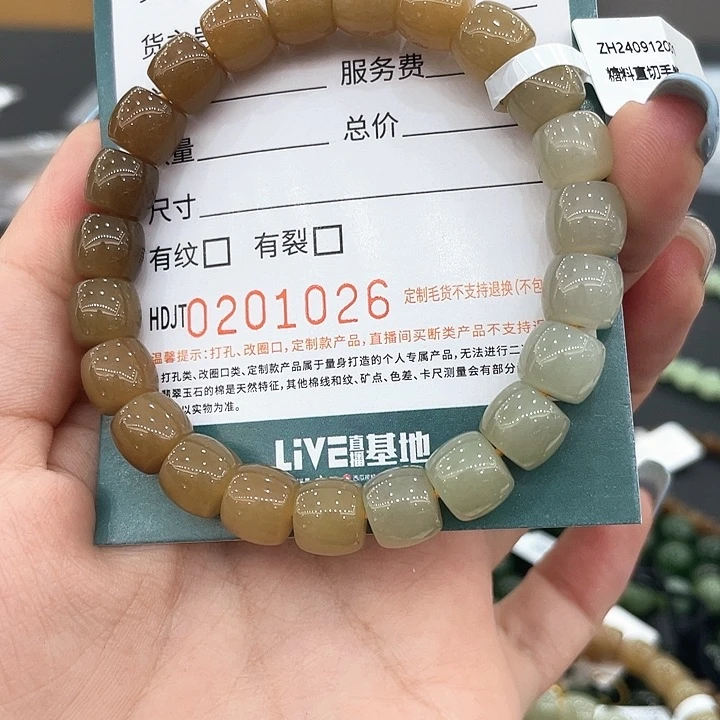 货主号
服务费
ZH2409120
糖料直切手
数量
总价
尺寸
有纹□ 有裂□
HDJT0201026
定制毛货不支持退换(不包
温馨提示:打孔、改圈口,定制款产品,直播间买断类产品不支持退
打孔类、改圈口类、定制款产品属于量身打造的个人专属产品,无法进行二
翡翠玉石的棉是天然特征,其他棉线和纹、矿点、色差、卡尺测量会有部分
以实物为准。
LiVE直播基地